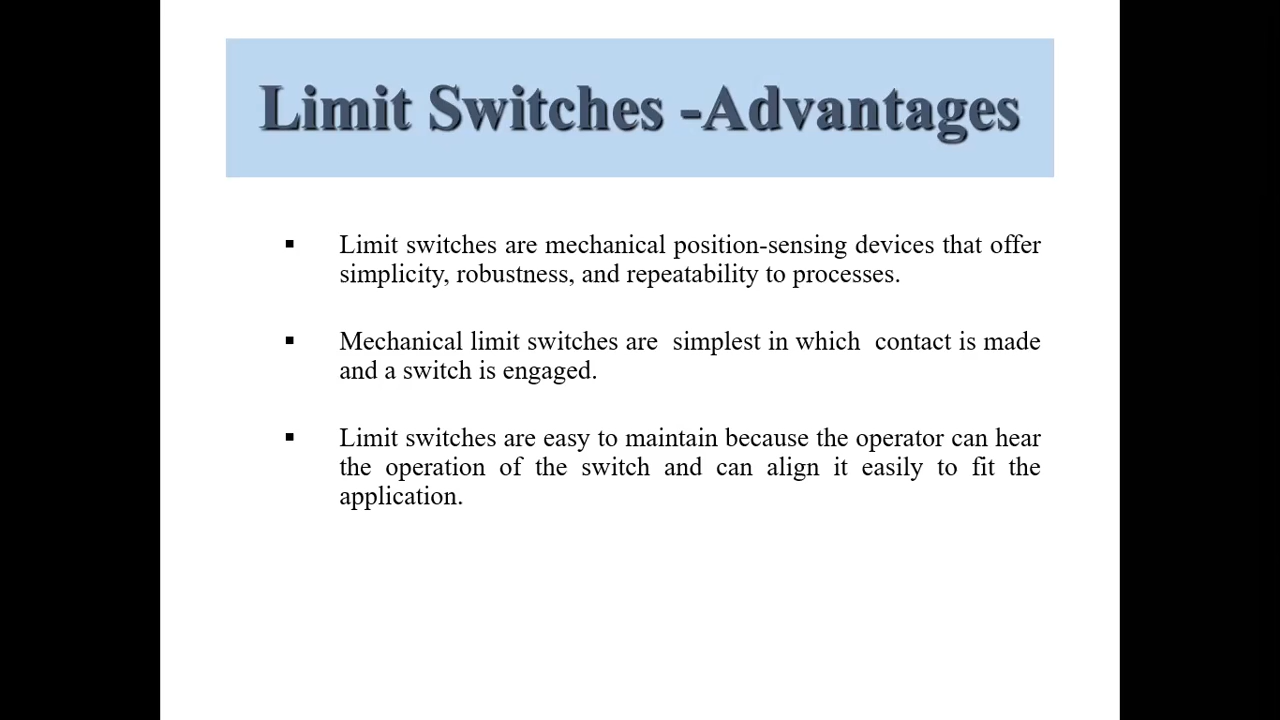 Limit Switches -Advantages
▪ Limit switches are mechanical position-sensing devices that offer
simplicity, robustness, and repeatability to processes.
▪ Mechanical limit switches are  simplest in which  contact is made
and a switch is engaged.
▪ Limit switches are easy to maintain because the operator can hear
the operation of the switch and can align it easily to fit the
application.